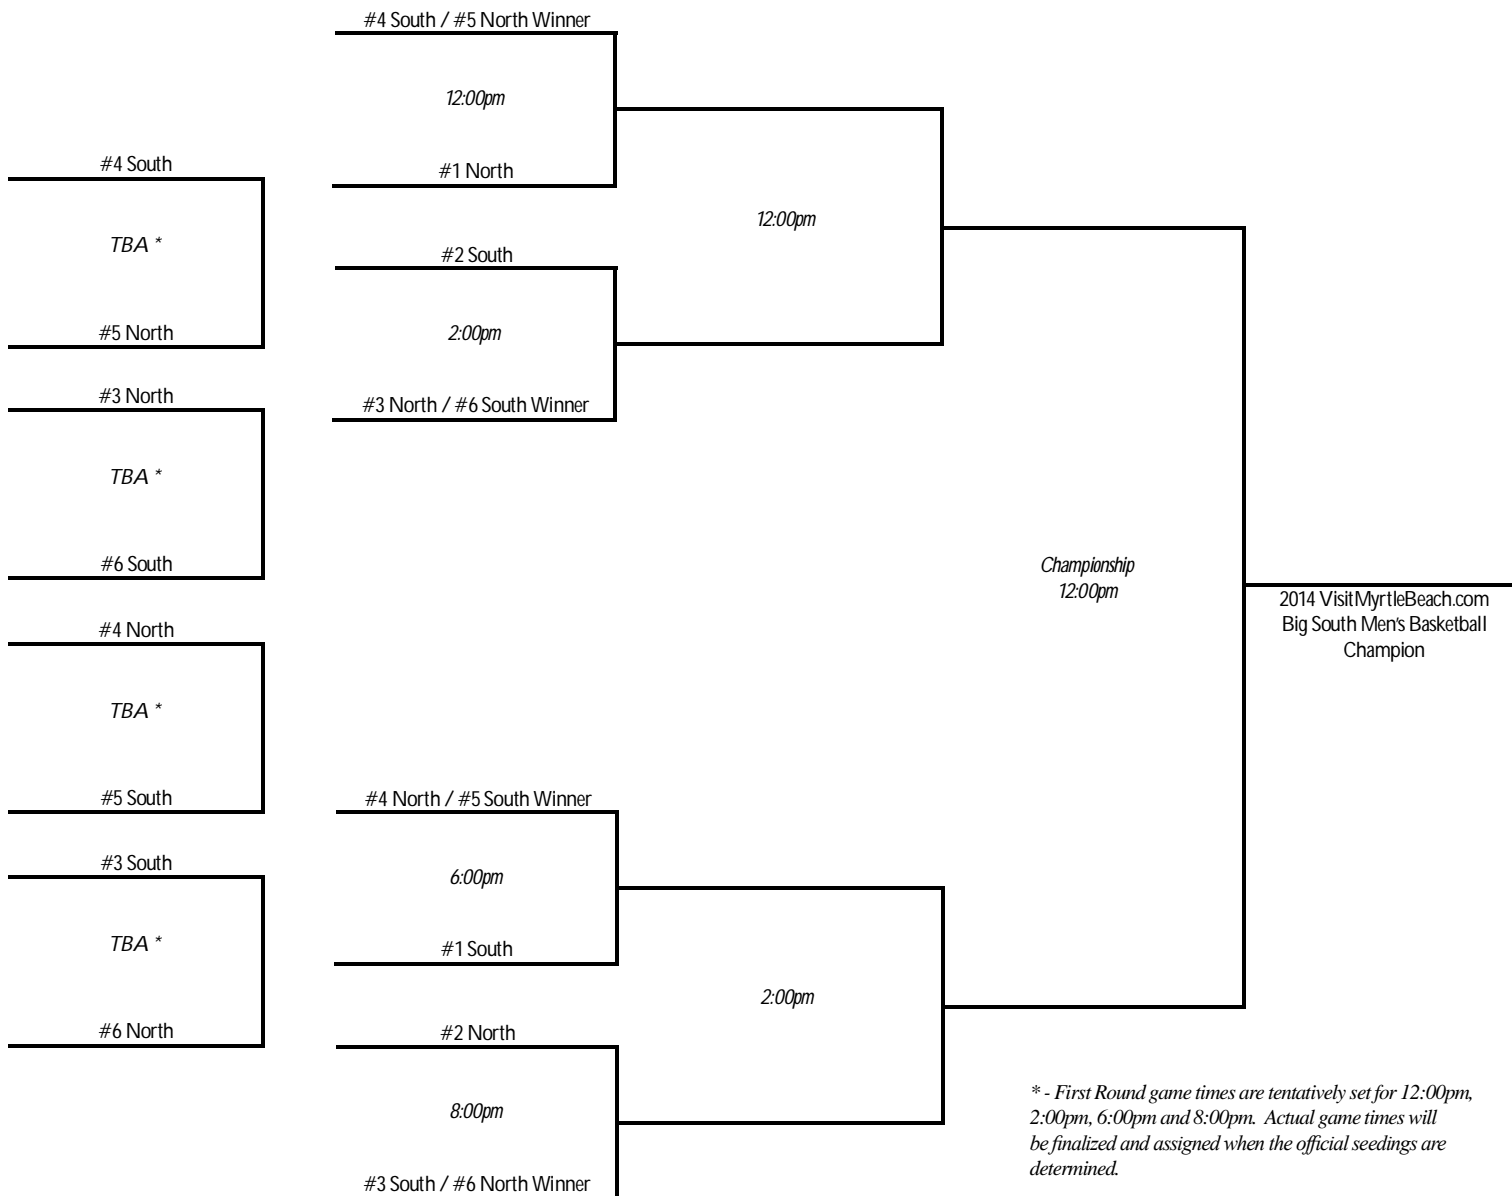 #4 South / #5 North Winner
12:00pm
#1 North
#4 South
TBA *
#5 North
12:00pm
#2 South
2:00pm
#3 North / #6 South Winner
#3 North
TBA *
#6 South
Championship
12:00pm
2014 VisitMyrtleBeach.com
Big South Men's Basketball
Champion
#4 North
TBA *
#5 South
#4 North / #5 South Winner
6:00pm
#1 South
#3 South
TBA *
#6 North
2:00pm
#2 North
8:00pm
#3 South / #6 North Winner
* - First Round game times are tentatively set for 12:00pm,
2:00pm, 6:00pm and 8:00pm. Actual game times will
be finalized and assigned when the official seedings are
determined.